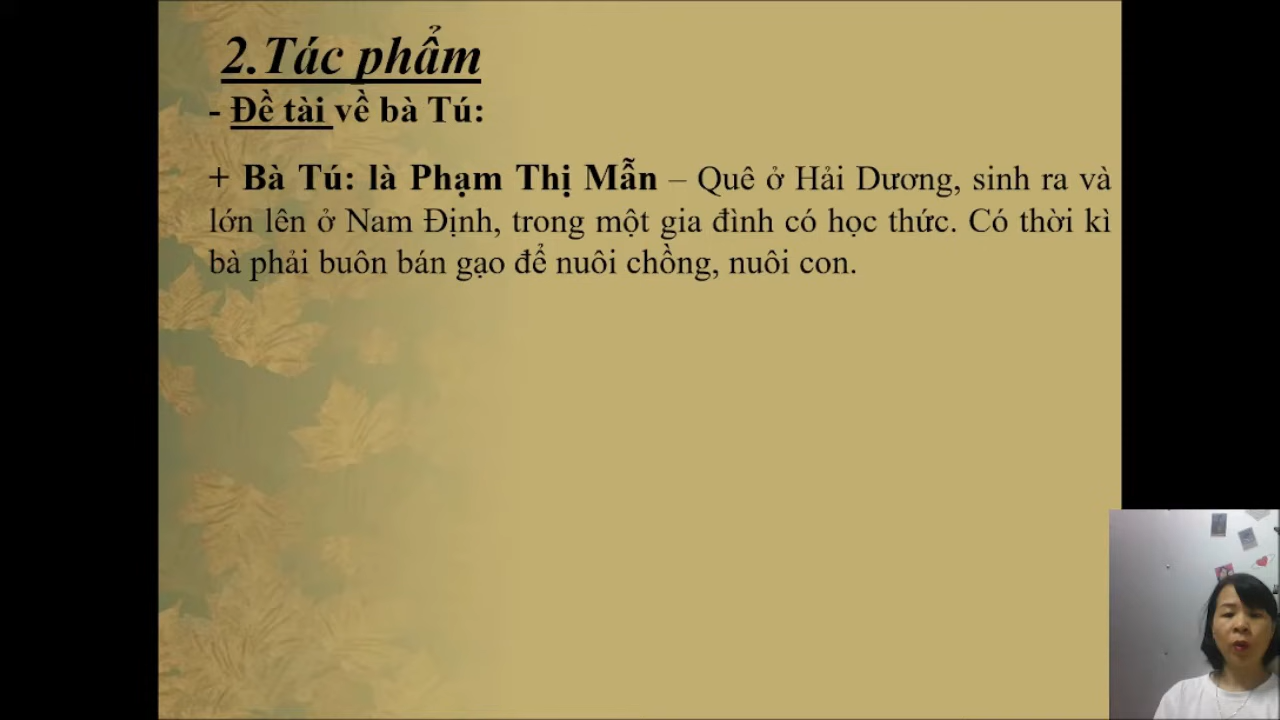 2.Tác phẩm
- Đề tài về bà Tú:
+ Bà Tú: là Phạm Thị Mẫn – Quê ở Hải Dương, sinh ra và
lớn lên ở Nam Định, trong một gia đình có học thức. Có thời kì
bà phải buôn bán gạo để nuôi chồng, nuôi con.